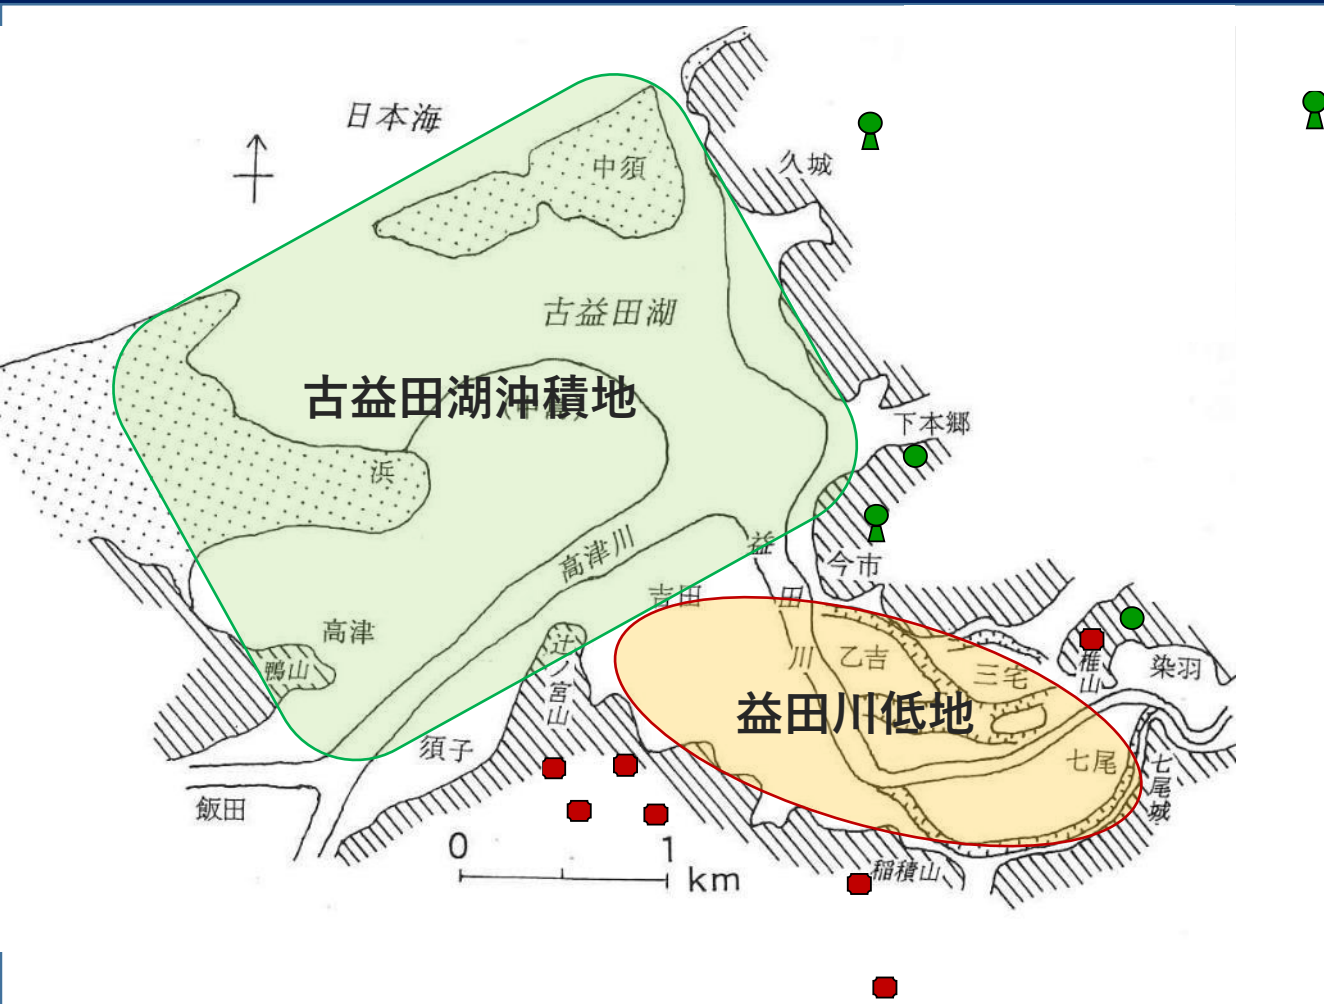 日本海
中須
久城
古益田湖
古益田湖沖積地
下本郷
浜
高津川
益田川
今市
吉田
高津
鴨山
辻ノ宮山
乙吉
三宅
椎山
染羽
益田川低地
須子
七尾
七尾城
飯田
0 1 km
稲積山